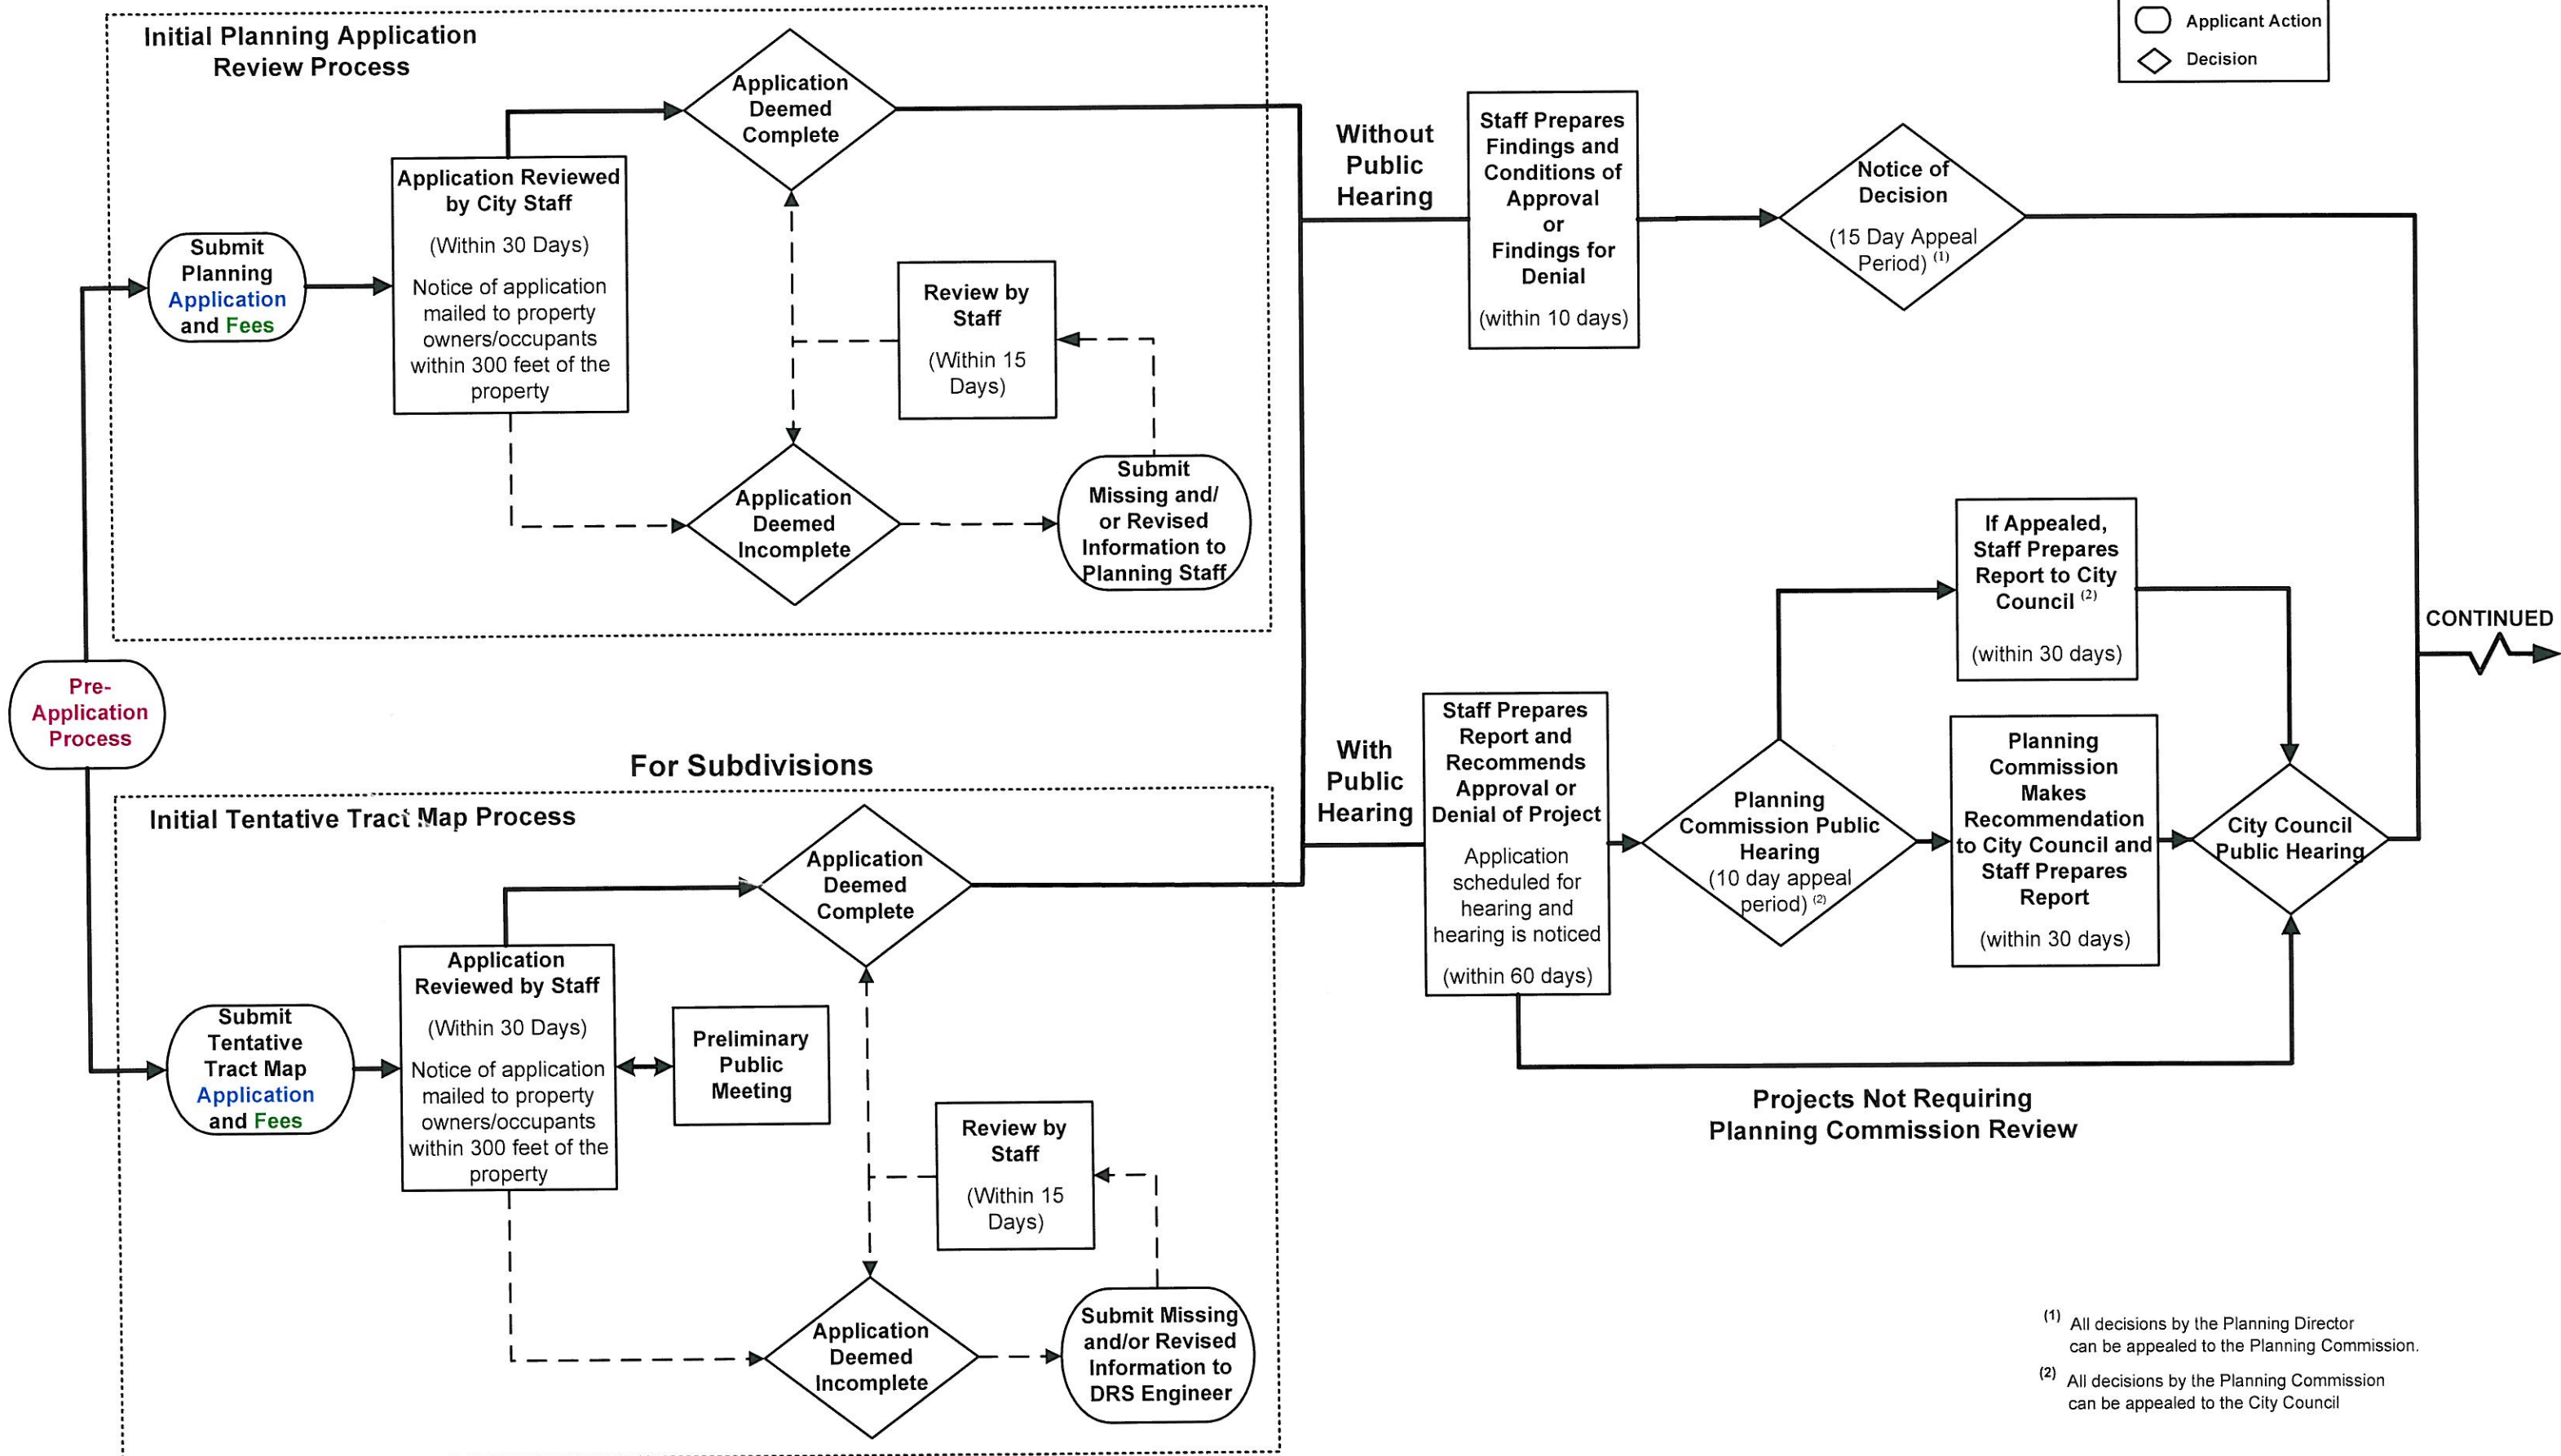 Applicant Action
Decision
Initial Planning Application
Review Process
Application
Deemed
Complete
Application Reviewed
by City Staff
(Within 30 Days)
Notice of application
mailed to property
owners/occupants
within 300 feet of the
property
Submit
Planning
Application
and Fees
Review by
Staff
(Within 15
Days)
Application
Deemed
Incomplete
Submit
Missing and/
or Revised
Information to
Planning Staff
Pre-
Application
Process
For Subdivisions
Initial Tentative Tract Map Process
Application
Deemed
Complete
Application
Reviewed by Staff
(Within 30 Days)
Notice of application
mailed to property
owners/occupants
within 300 feet of the
property
Submit
Tentative
Tract Map
Application
and Fees
Preliminary
Public
Meeting
Review by
Staff
(Within 15
Days)
Application
Deemed
Incomplete
Submit Missing
and/or Revised
Information to
DRS Engineer
Without
Public
Hearing
Staff Prepares
Findings and
Conditions of
Approval
or
Findings for
Denial
(within 10 days)
Notice of
Decision
(15 Day Appeal
Period) (1)
With
Public
Hearing
Staff Prepares
Report and
Recommends
Approval or
Denial of Project
Application
scheduled for
hearing and
hearing is noticed
(within 60 days)
Planning
Commission Public
Hearing
(10 day appeal
period) (2)
If Appealed,
Staff Prepares
Report to City
Council (2)
(within 30 days)
Planning
Commission
Makes
Recommendation
to City Council and
Staff Prepares
Report
(within 30 days)
City Council
Public Hearing
CONTINUED
Projects Not Requiring
Planning Commission Review
(1) All decisions by the Planning Director
can be appealed to the Planning Commission.
(2) All decisions by the Planning Commission
can be appealed to the City Council